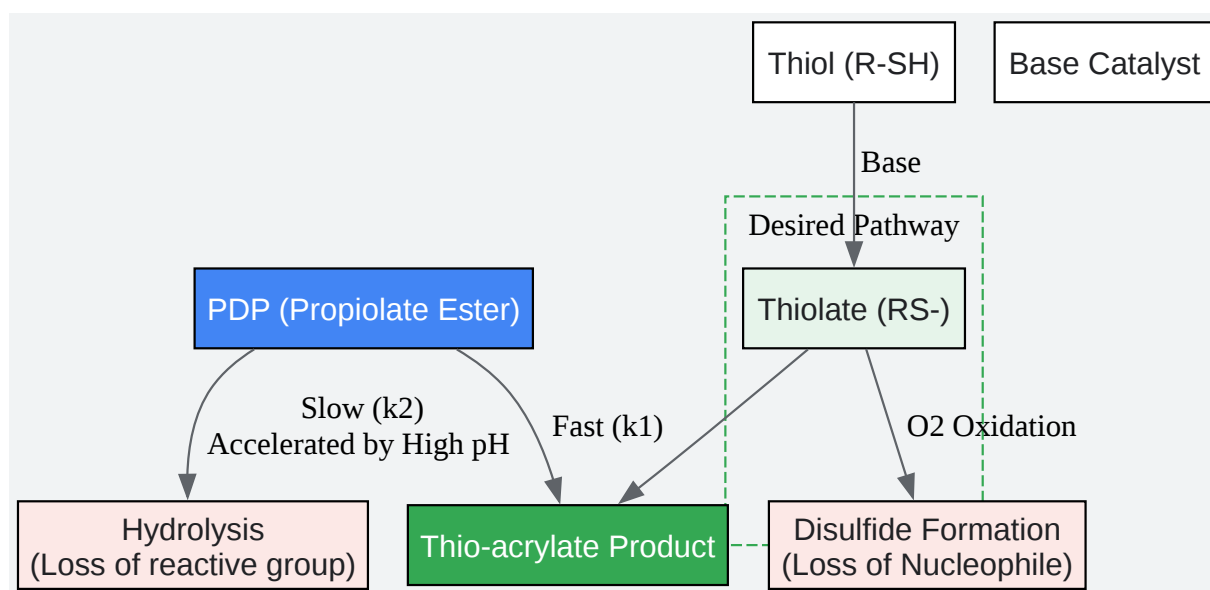 Thiol (R-SH)
Base Catalyst
Base
Desired Pathway
PDP (Propiolate Ester)
Thiolate (RS-)
Slow (k2)
Accelerated by High pH
Fast (k1)
O2 Oxidation
Hydrolysis
(Loss of reactive group)
Thio-acrylate Product
Disulfide Formation
(Loss of Nucleophile)